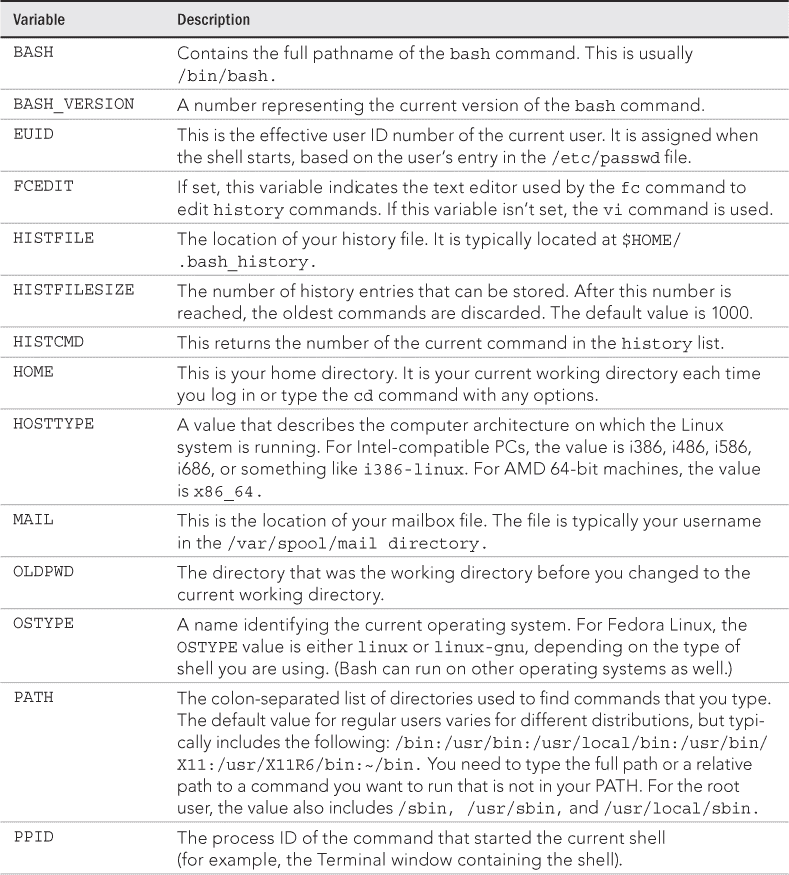 Variable Description
BASH Contains the full pathname of the bash command. This is usually
/bin/bash.
BASH_VERSION A number representing the current version of the bash command.
EUID This is the effective user ID number of the current user. It is assigned when
the shell starts, based on the user's entry in the /etc/passwd file.
FCEDIT If set, this variable indicates the text editor used by the fc command to
edit history commands. If this variable isn't set, the vi command is used.
HISTFILE The location of your history file. It is typically located at $HOME/
.bash_history.
HISTFILESIZE The number of history entries that can be stored. After this number is
reached, the oldest commands are discarded. The default value is 1000.
HISTCMD This returns the number of the current command in the history list.
HOME This is your home directory. It is your current working directory each time
you log in or type the cd command with any options.
HOSTTYPE A value that describes the computer architecture on which the Linux
system is running. For Intel-compatible PCs, the value is i386, i486, i586,
i686, or something like i386-linux. For AMD 64-bit machines, the value
is x86_64.
MAIL This is the location of your mailbox file. The file is typically your username
in the /var/spool/mail directory.
OLDPWD The directory that was the working directory before you changed to the
current working directory.
OSTYPE A name identifying the current operating system. For Fedora Linux, the
OSTYPE value is either linux or linux-gnu, depending on the type of
shell you are using. (Bash can run on other operating systems as well.)
PATH The colon-separated list of directories used to find commands that you type.
The default value for regular users varies for different distributions, but typi-
cally includes the following: /bin:/usr/bin:/usr/local/bin:/usr/bin/
X11:/usr/X11R6/bin:~/bin. You need to type the full path or a relative
path to a command you want to run that is not in your PATH. For the root
user, the value also includes /sbin, /usr/sbin, and /usr/local/sbin.
PPID The process ID of the command that started the current shell
(for example, the Terminal window containing the shell).